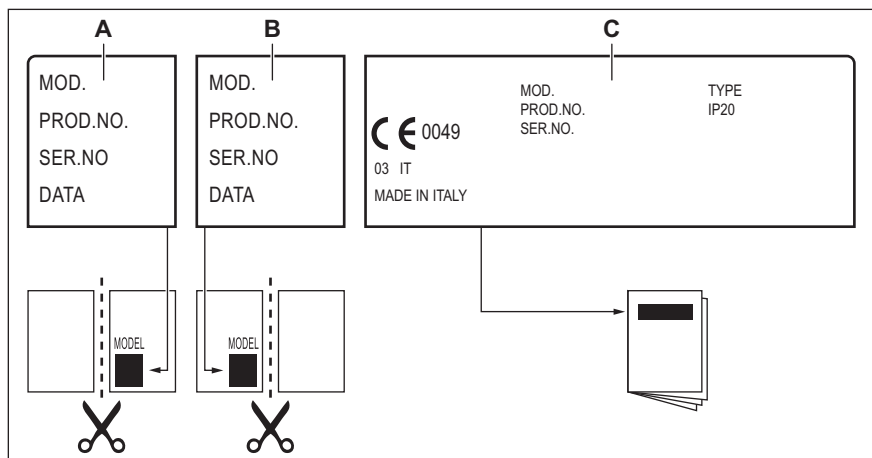 A
B
C
MOD.
PROD.NO.
SER.NO
DATA
MOD.
PROD.NO.
SER.NO
DATA
MOD.
PROD.NO.
SER.NO.
TYPE
IP20
CE 0049
03 IT
MADE IN ITALY
MODEL
MODEL